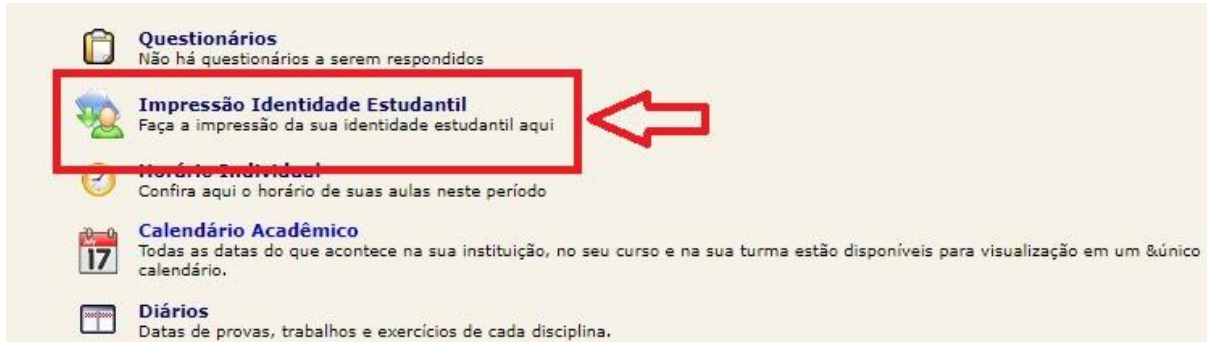 Questionários
Não há questionários a serem respondidos
Impressão Identidade Estudantil
Faça a impressão da sua identidade estudantil aqui
Horário Individual
Confira aqui o horário de suas aulas neste período
17
Calendário Acadêmico
Todas as datas do que acontece na sua instituição, no seu curso e na sua turma estão disponíveis para visualização em um &único
calendário.
Diários
Datas de provas, trabalhos e exercícios de cada disciplina.